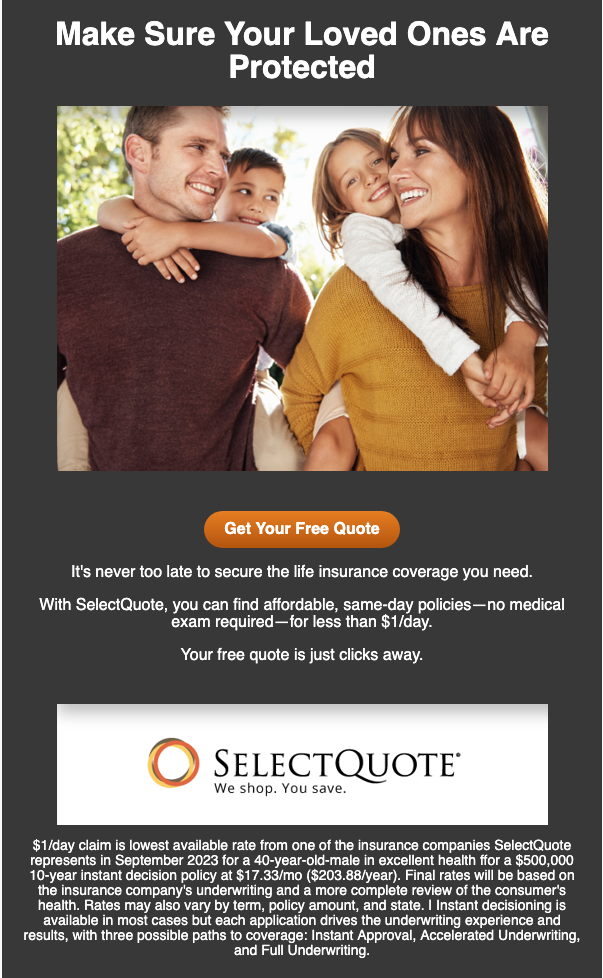 Make Sure Your Loved Ones Are
Protected
Get Your Free Quote
It's never too late to secure the life insurance coverage you need.
With SelectQuote, you can find affordable, same-day policies—no medical
exam required—for less than $1/day.
Your free quote is just clicks away.
SELECTQUOTE®
We shop. You save.
$1/day claim is lowest available rate from one of the insurance companies SelectQuote
represents in September 2023 for a 40-year-old-male in excellent health ffor a $500,000
10-year instant decision policy at $17.33/mo ($203.88/year). Final rates will be based on
the insurance company's underwriting and a more complete review of the consumer's
health. Rates may also vary by term, policy amount, and state. I Instant decisioning is
available in most cases but each application drives the underwriting experience and
results, with three possible paths to coverage: Instant Approval, Accelerated Underwriting,
and Full Underwriting.